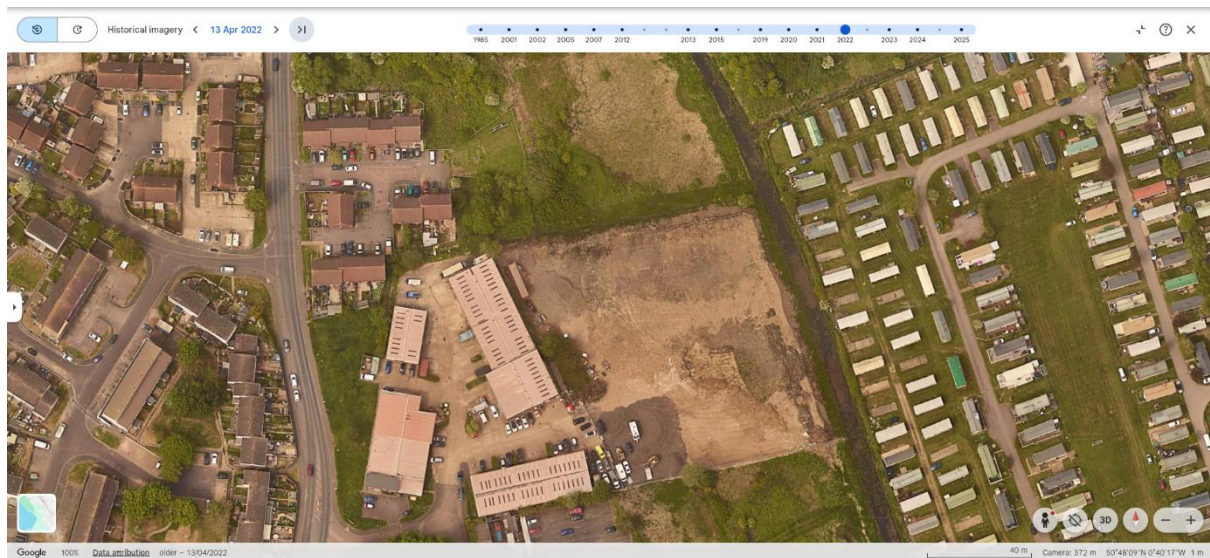 Historical imagery 13 Apr 2022
1985 2001 2002 2005 2007 2012 2013 2015 2019 2020 2021 2022 2023 2024 2025
3D
Google 100% Data attribution older – 13/04/2022 40 m Camera: 372 m 50°48'09"N 0°40'17"W 1 m